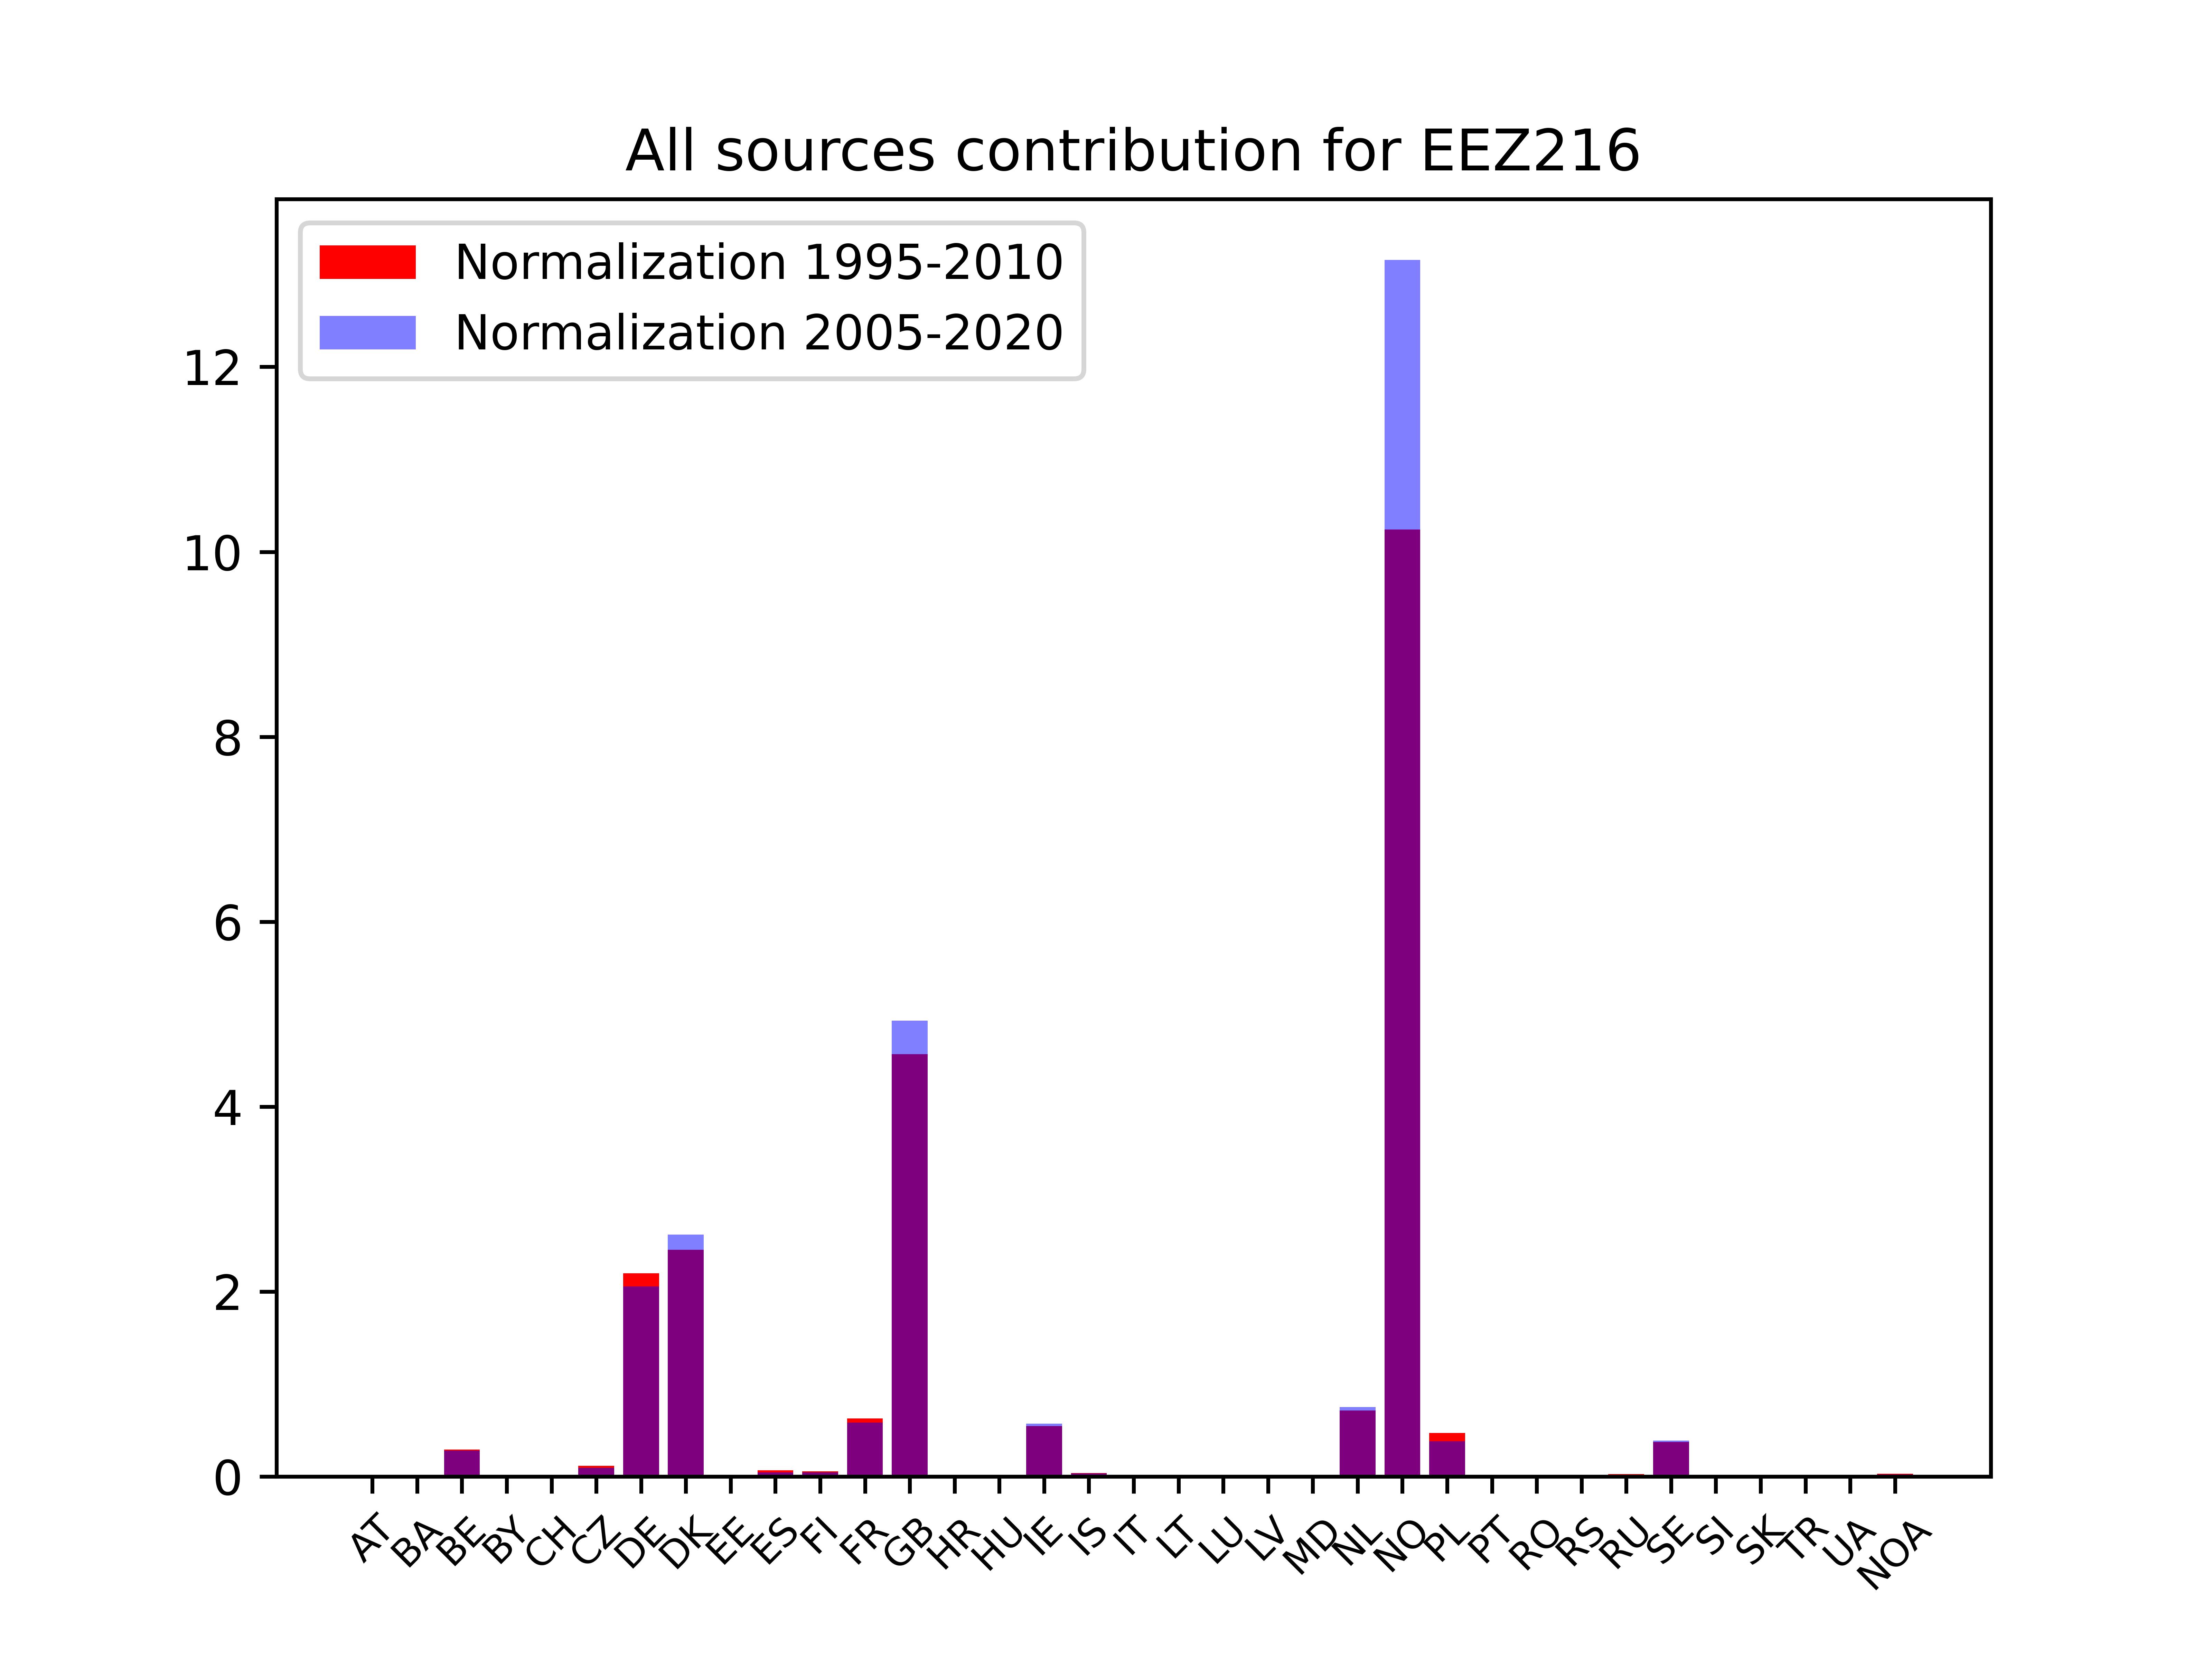 All sources contribution for EEZ216
Normalization 1995-2010
Normalization 2005-2020
12
10
8
6
4
2
0
AT BA BE BY CH CZ DE DK EE ES FI FR GB HR HU IE IS IT LT LU LV MD NL NO PL PT RO RS RU SE SI SK TR UA NOA